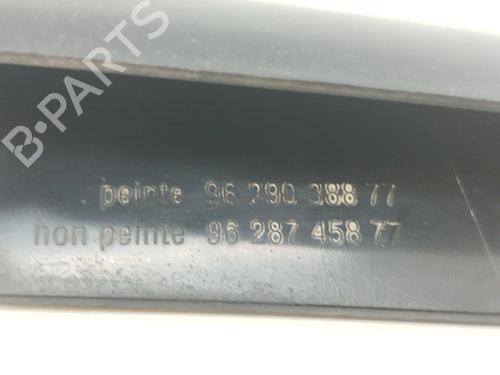 B-PARTS
peinte 96 290 388 77
non peinte 96 287 458 77